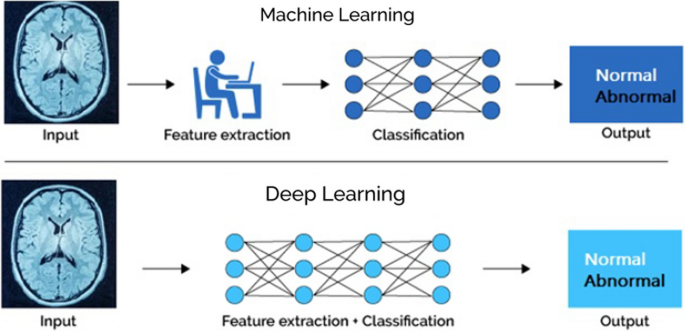 Machine Learning
Input
Feature extraction
Classification
Normal
Abnormal
Output
Deep Learning
Input
Feature extraction + Classification
Normal
Abnormal
Output